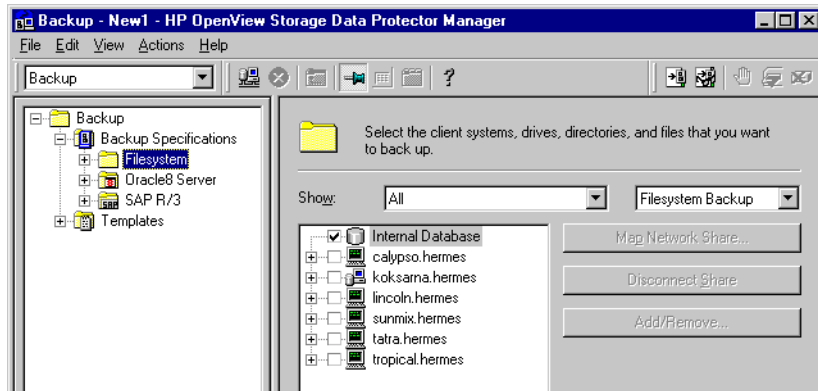 Backup - New1 - HP OpenView Storage Data Protector Manager
File Edit View Actions Help
Backup
?
Backup
Backup Specifications
Filesystem
Oracle8 Server
SAP R/3
Templates
Select the client systems, drives, directories, and files that you want
to back up.
Show: All Filesystem Backup
Internal Database
calypso.hermes
koksarna.hermes
lincoln.hermes
sunmix.hermes
tatra.hermes
tropical.hermes
Map Network Share...
Disconnect Share
Add/Remove...